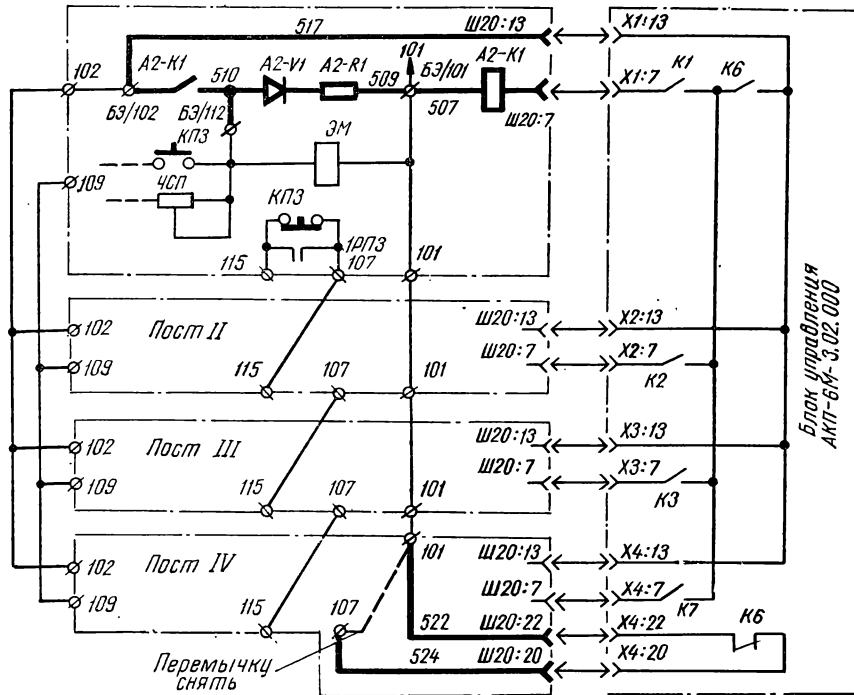 517
Ш20:13
X1:13
102
А2-К1
510
А2-V1
А2-R1
509
101
БЭ/101
А2-К1
X1:7
К1
К6
БЭ/102
БЭ/112
507
Ш20:7
КПЗ
ЭМ
109
ЧСП
КПЗ
1РПЗ
115
107
101
102
Пост II
Ш20:13
X2:13
109
Ш20:7
X2:7
115
107
101
К2
102
Пост III
Ш20:13
X3:13
109
Ш20:7
X3:7
115
107
101
К3
102
Пост IV
101
Ш20:13
X4:13
109
Ш20:7
X4:7
115
107
К7
522
Ш20:22
X4:22
К6
524
Ш20:20
X4:20
Перемычку
снять
Блок управления
АКП-6М-3.02.000